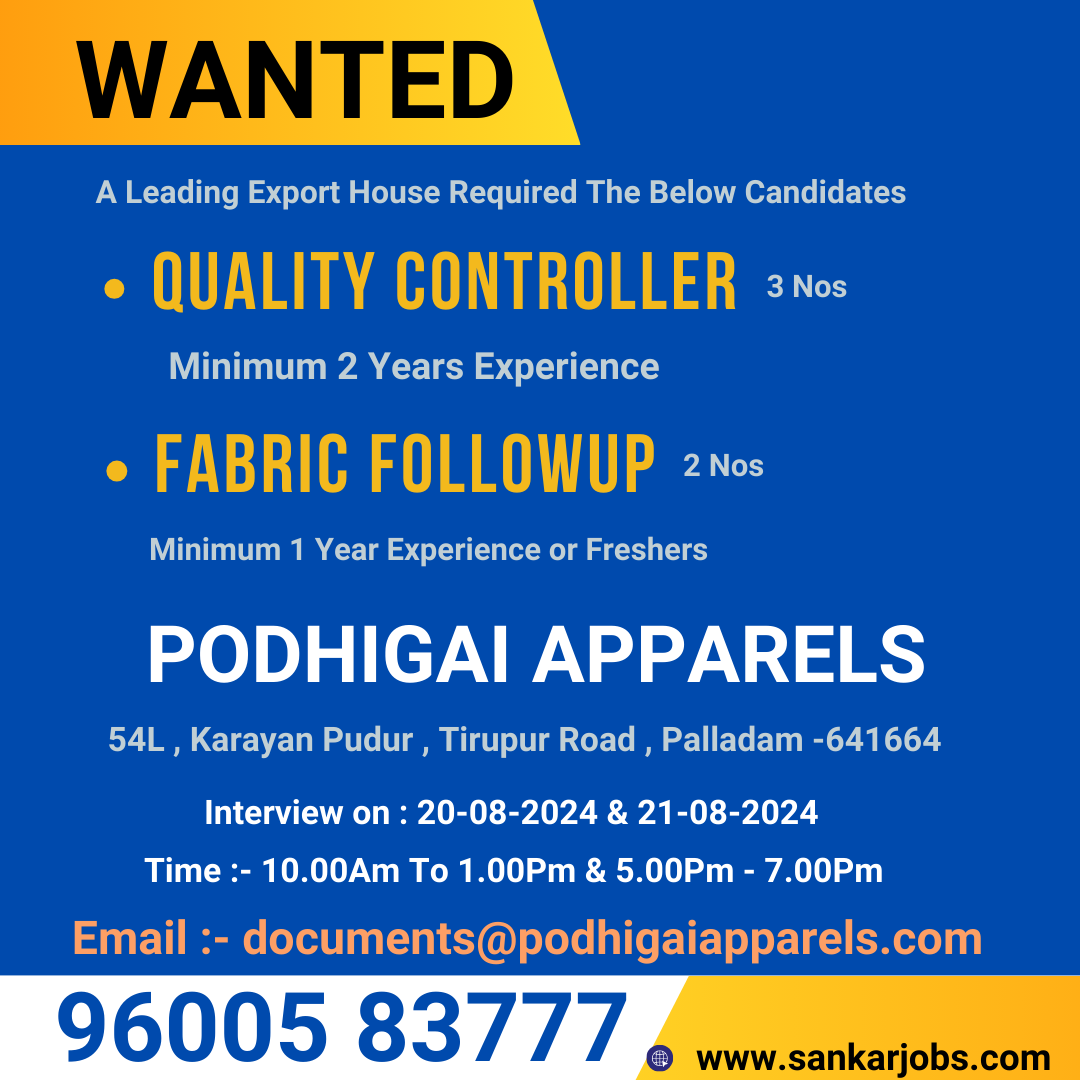 WANTED
A Leading Export House Required The Below Candidates
• QUALITY CONTROLLER 3 Nos
Minimum 2 Years Experience
• FABRIC FOLLOWUP 2 Nos
Minimum 1 Year Experience or Freshers
PODHIGAI APPARELS
54L , Karayan Pudur , Tirupur Road , Palladam -641664
Interview on : 20-08-2024 & 21-08-2024
Time :- 10.00Am To 1.00Pm & 5.00Pm - 7.00Pm
Email :- documents@podhigaiapparels.com
96005 83777
www.sankarjobs.com